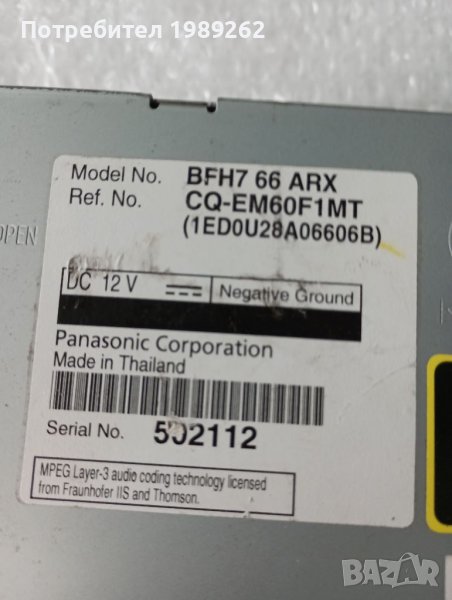 Потребител 1989262
Model No. BFH7 66 ARX
Ref. No. CQ-EM60F1MT
(1ED0U28A06606B)
OPEN
DC 12 V Negative Ground
Panasonic Corporation
Made in Thailand
Serial No. 502112
MPEG Layer-3 audio coding technology licensed
from Fraunhofer IIS and Thomson.
BAZAR